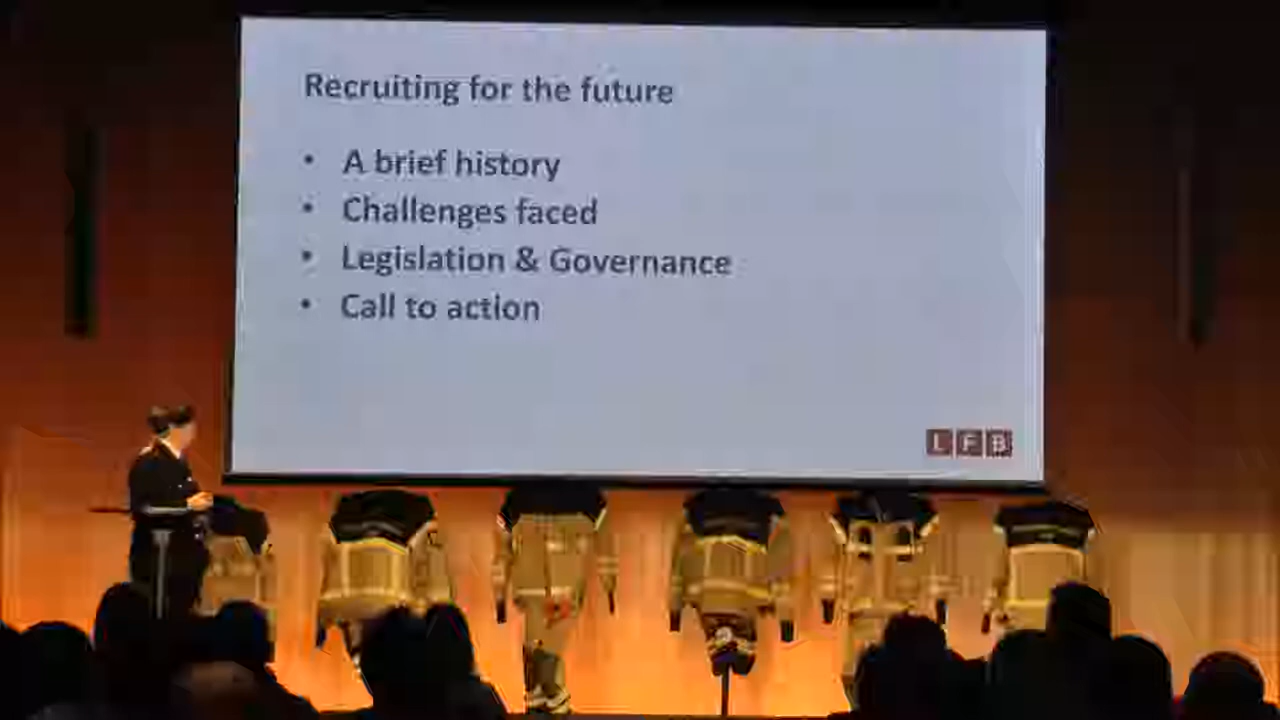 Recruiting for the future
• A brief history
• Challenges faced
• Legislation & Governance
• Call to action
LFB